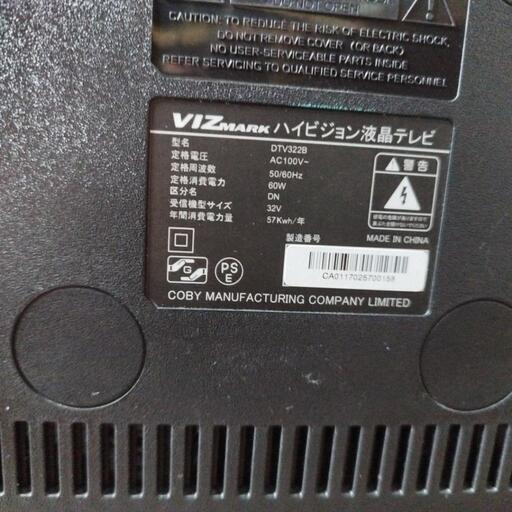 DO NOT OPEN
CAUTION: TO REDUCE THE RISK OF ELECTRIC SHOCK,
DO NOT REMOVE COVER (OR BACK)
NO USER-SERVICEABLE PARTS INSIDE
REFER SERVICING TO QUALIFIED SERVICE PERSONNEL
VIZMARK ハイビジョン液晶テレビ
型名 DTV322B
定格電圧 AC100V~
定格周波数 50/60Hz
定格消費電力 60W
区分名 DN
受信機型サイズ 32V
年間消費電力量 57Kwh/年
警告
製造番号
MADE IN CHINA
G
PS
E
CA0117025700158
COBY MANUFACTURING COMPANY LIMITED